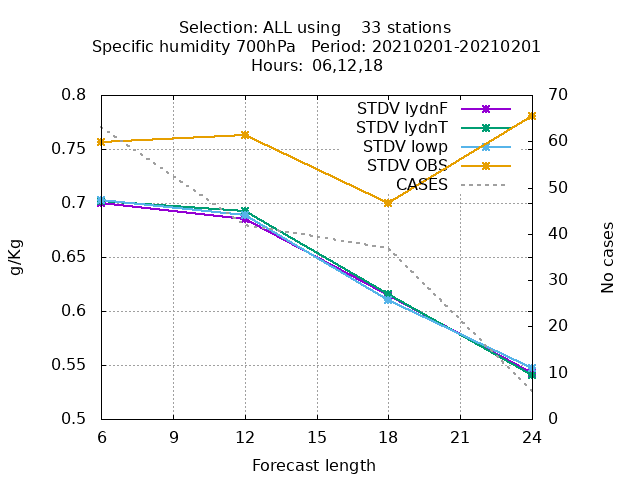 Selection: ALL using    33 stations
Specific humidity 700hPa   Period: 20210201-20210201
Hours:  06,12,18
STDV lydnF
STDV lydnT
STDV lowp
STDV OBS
CASES
0.8
0.75
0.7
0.65
0.6
0.55
0.5
70
60
50
40
30
20
10
0
g/Kg
No cases
6 9 12 15 18 21 24
Forecast length